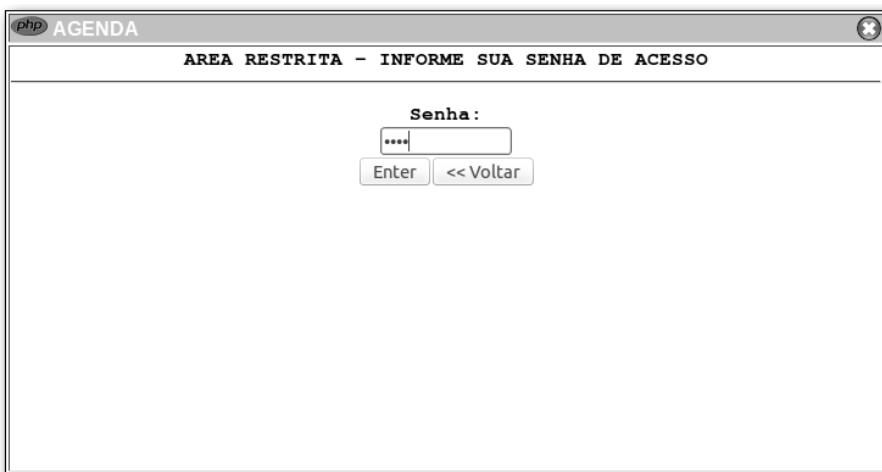 php AGENDA
AREA RESTRITA - INFORME SUA SENHA DE ACESSO
Senha:
••••
Enter << Voltar